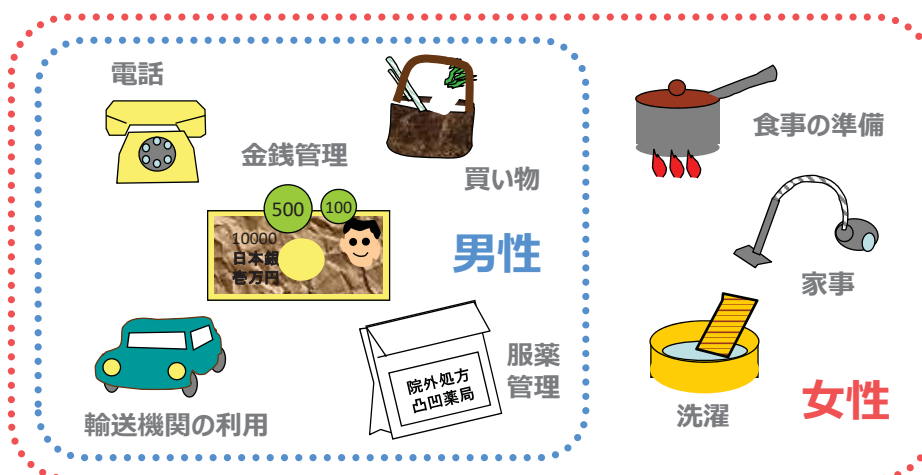 電話
金銭管理
500
100
10000
日本銀
壱万円
買い物
男性
輸送機関の利用
院外処方
凸凹薬局
服薬
管理
食事の準備
家事
洗濯
女性